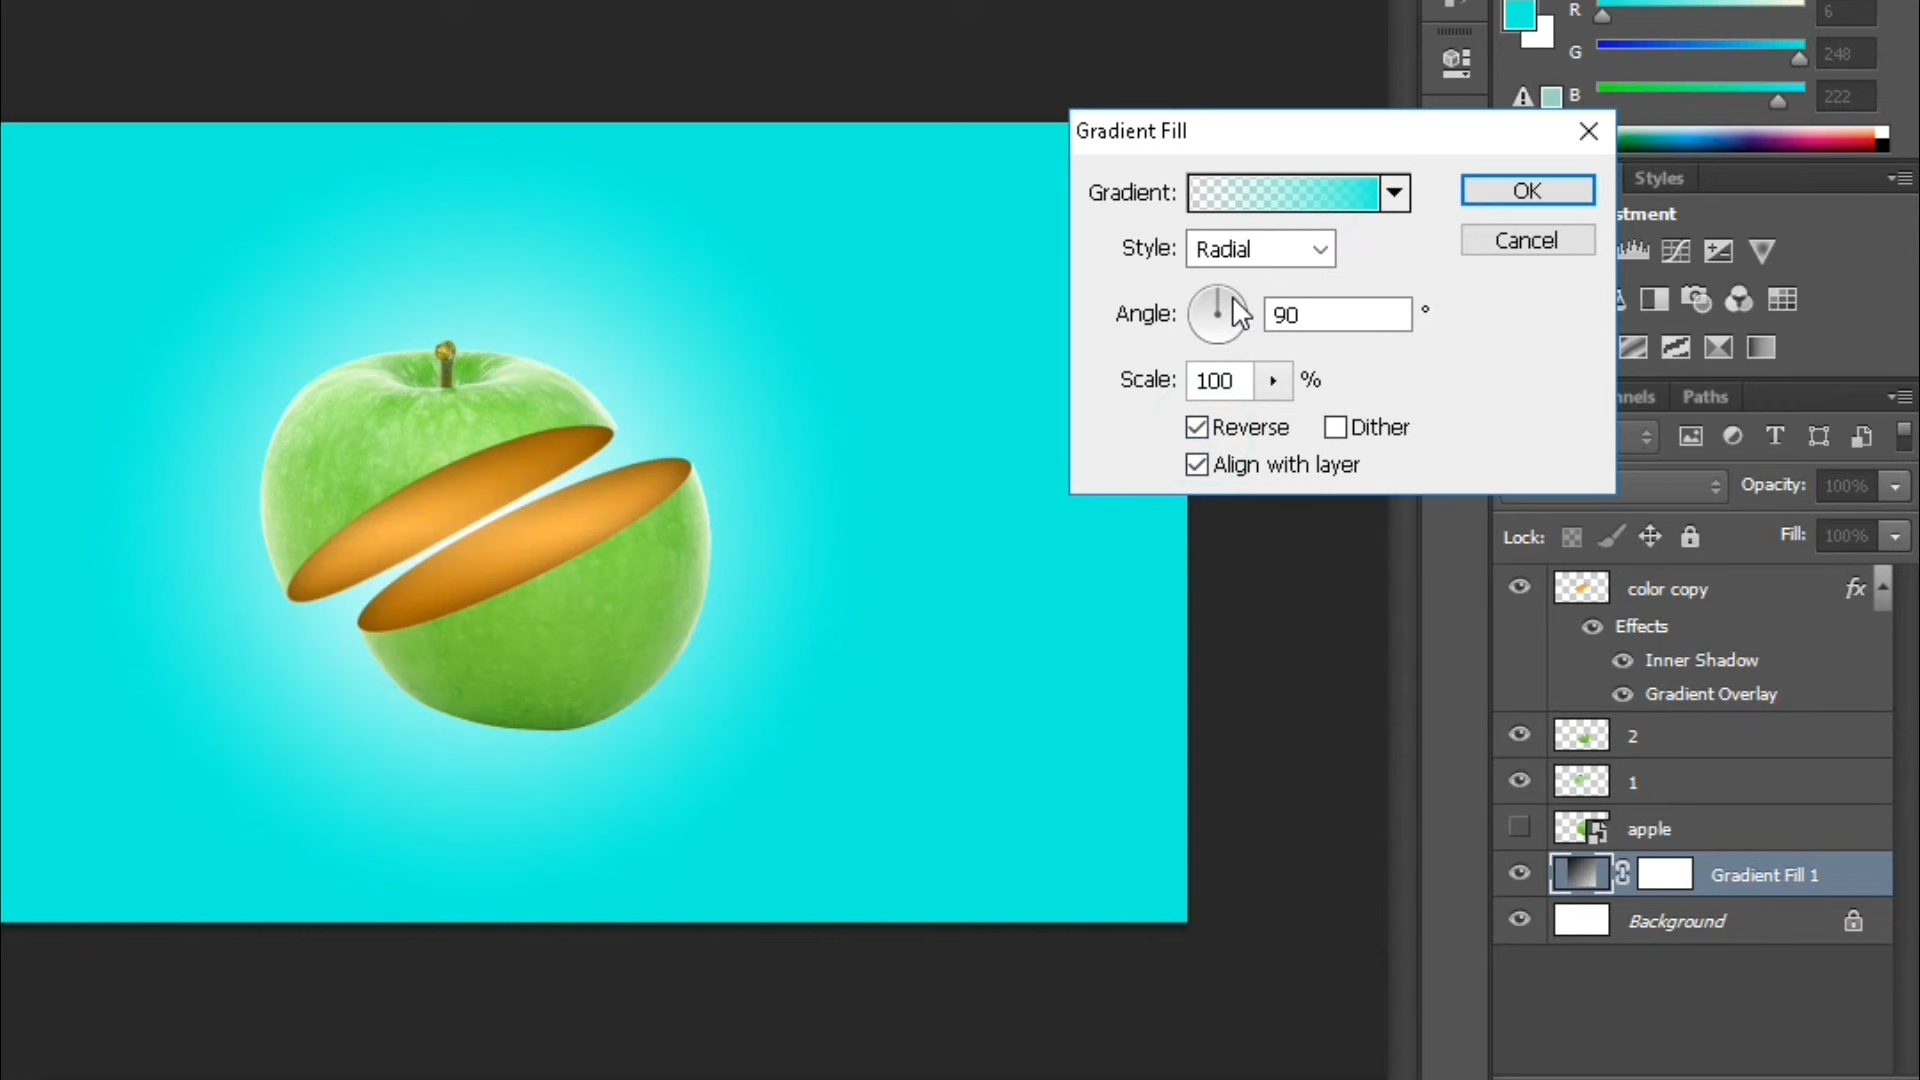 R 6
G 248
B 222
Gradient Fill
Gradient:
OK
Style: Radial
Cancel
Angle: 90 °
Scale: 100 %
Reverse Dither
Align with layer
Styles
stment
nnels Paths
Opacity: 100%
Lock: Fill: 100%
color copy fx
Effects
Inner Shadow
Gradient Overlay
2
1
apple
Gradient Fill 1
Background